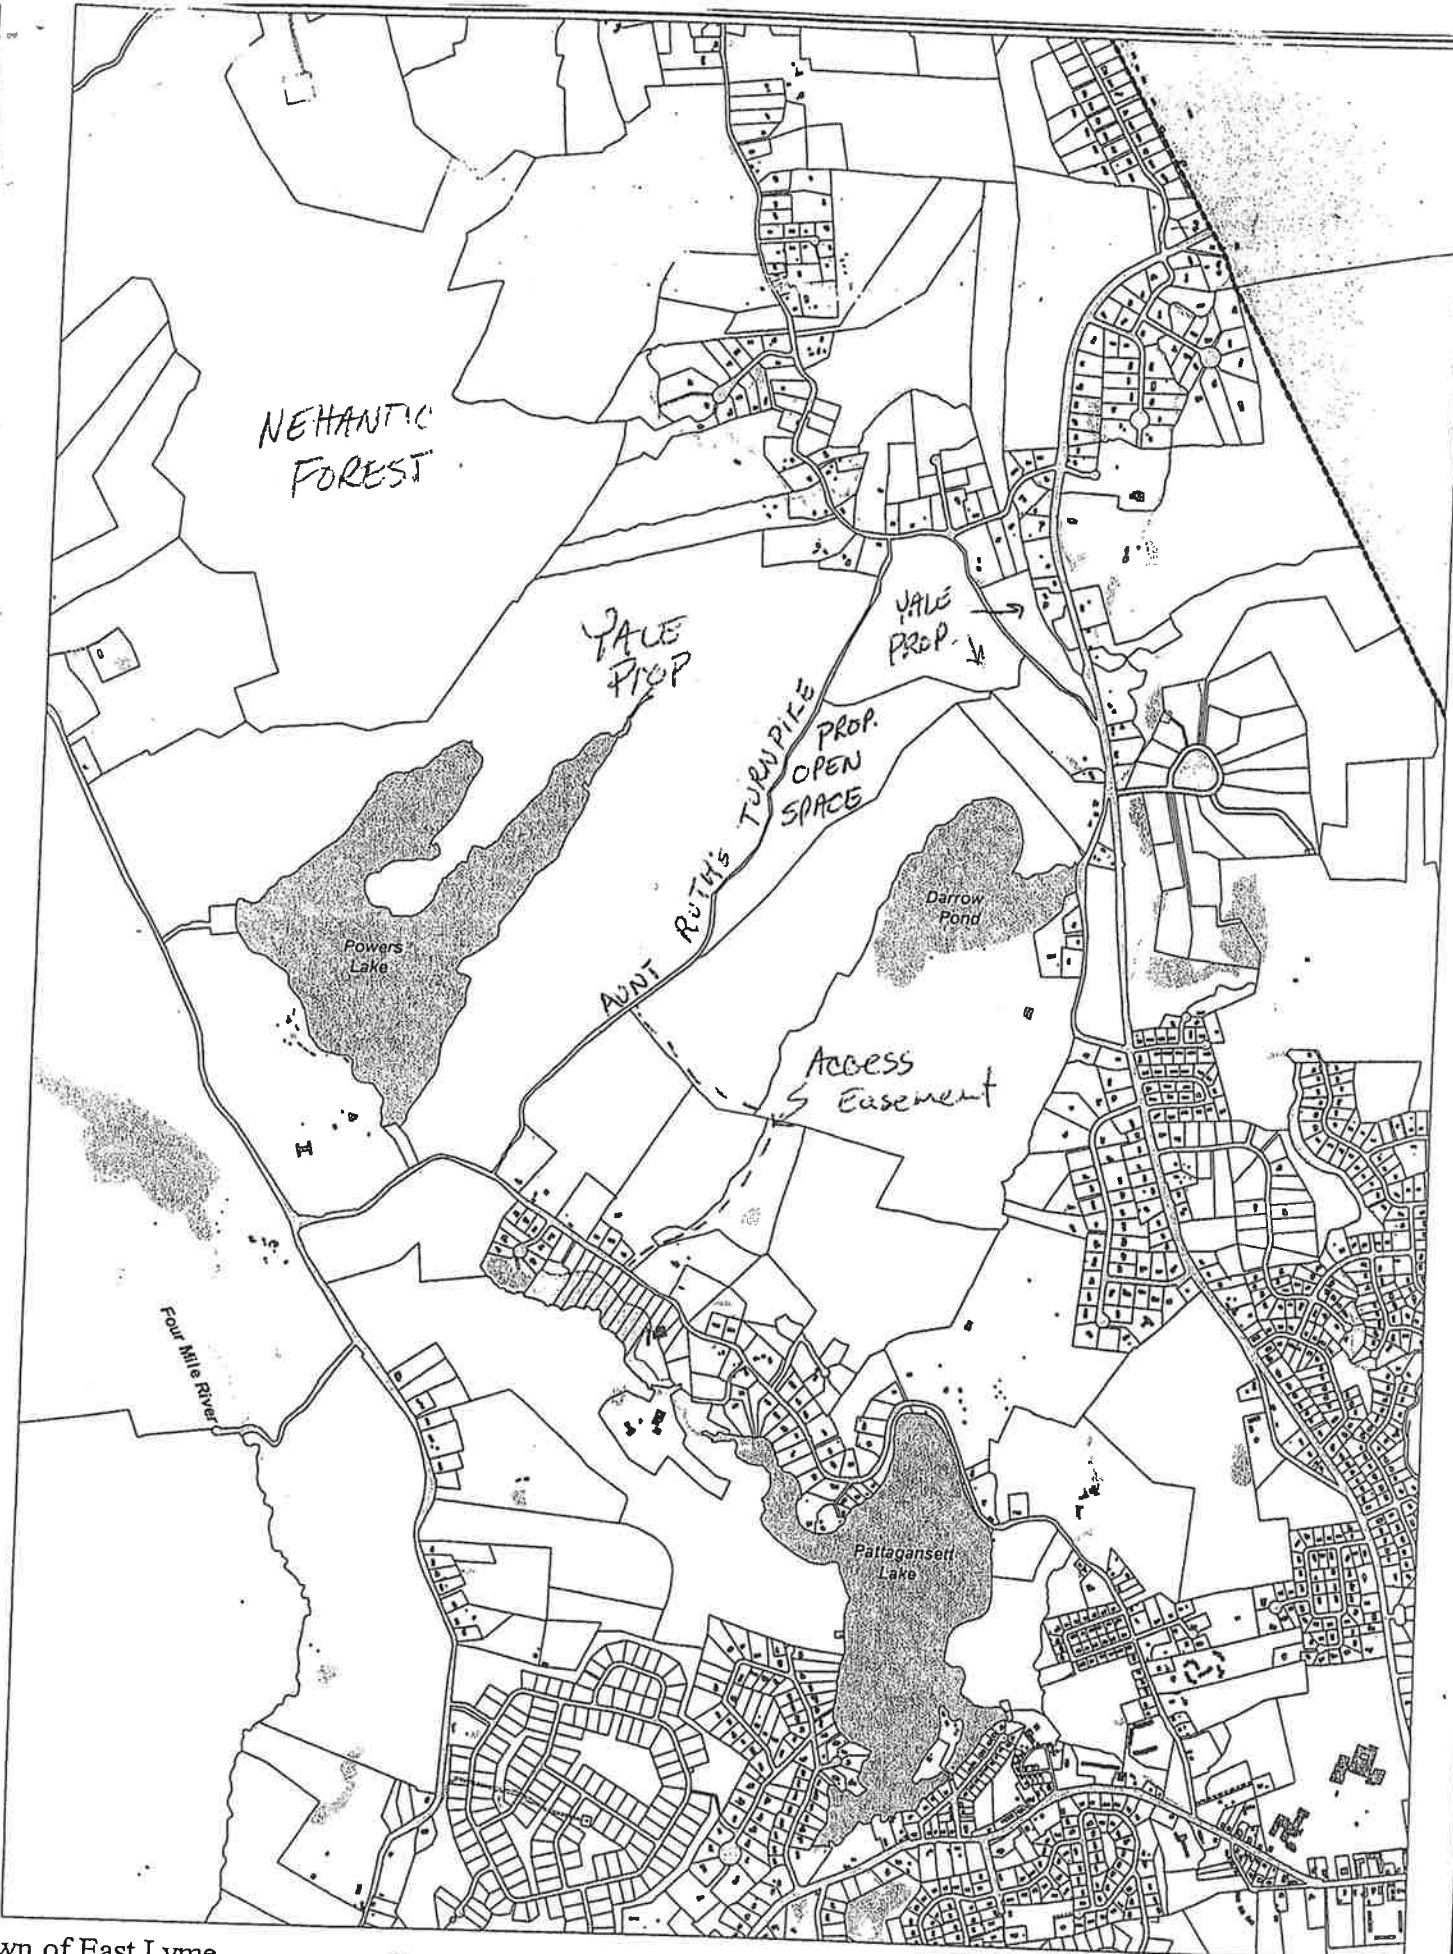 NEHANTIC
FOREST
YALE
PROP
YALE
PROP.
PROP.
OPEN
SPACE
AUNT RUTH'S TURNPIKE
Darrow
Pond
Powers
Lake
Access
Easement
Four Mile River
Pattagansett
Lake
wn of East Lyme